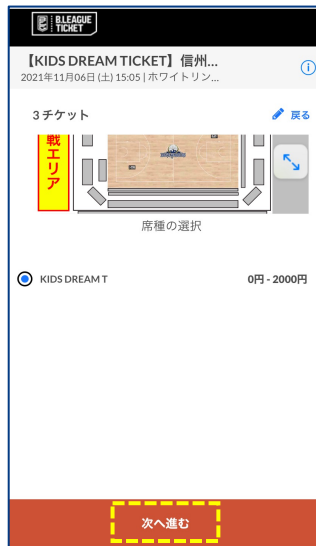 B.LEAGUE
TICKET
【KIDS DREAM TICKET】信州...
2021年11月06日 (土) 15:05 | ホワイトリン...
3 チケット
戻る
戦エリア
席種の選択
KIDS DREAM T
0円 - 2000円
次へ進む